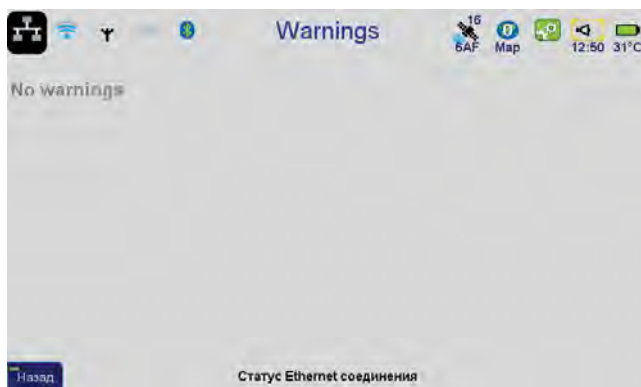 Warnings
16
6AF
Map
12:50 31°C
No warnings
Назад
Статус Ethernet соединения